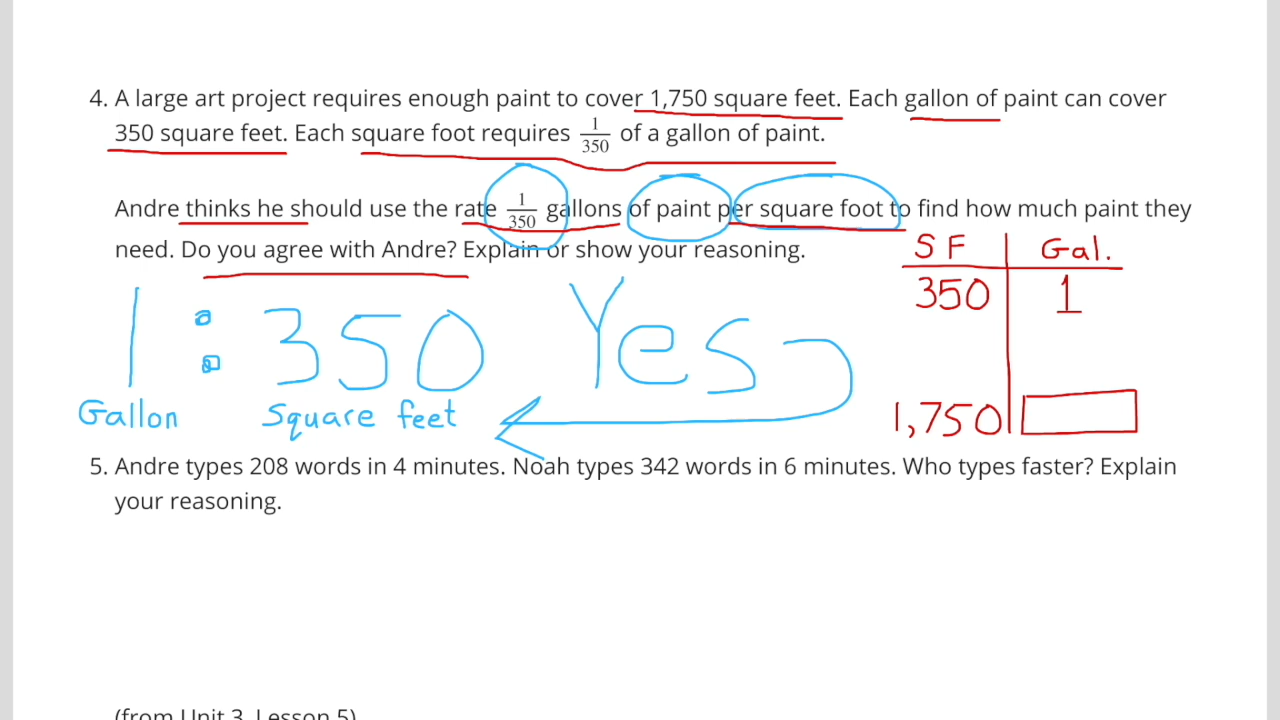 4. A large art project requires enough paint to cover 1,750 square feet. Each gallon of paint can cover
350 square feet. Each square foot requires 1/350 of a gallon of paint.
Andre thinks he should use the rate 1/350 gallons of paint per square foot to find how much paint they
need. Do you agree with Andre? Explain or show your reasoning.
SF Gal.
350 1
1 : 350 Yes
Gallon Square feet
1,750
5. Andre types 208 words in 4 minutes. Noah types 342 words in 6 minutes. Who types faster? Explain
your reasoning.
(from Unit 3, Lesson 5)